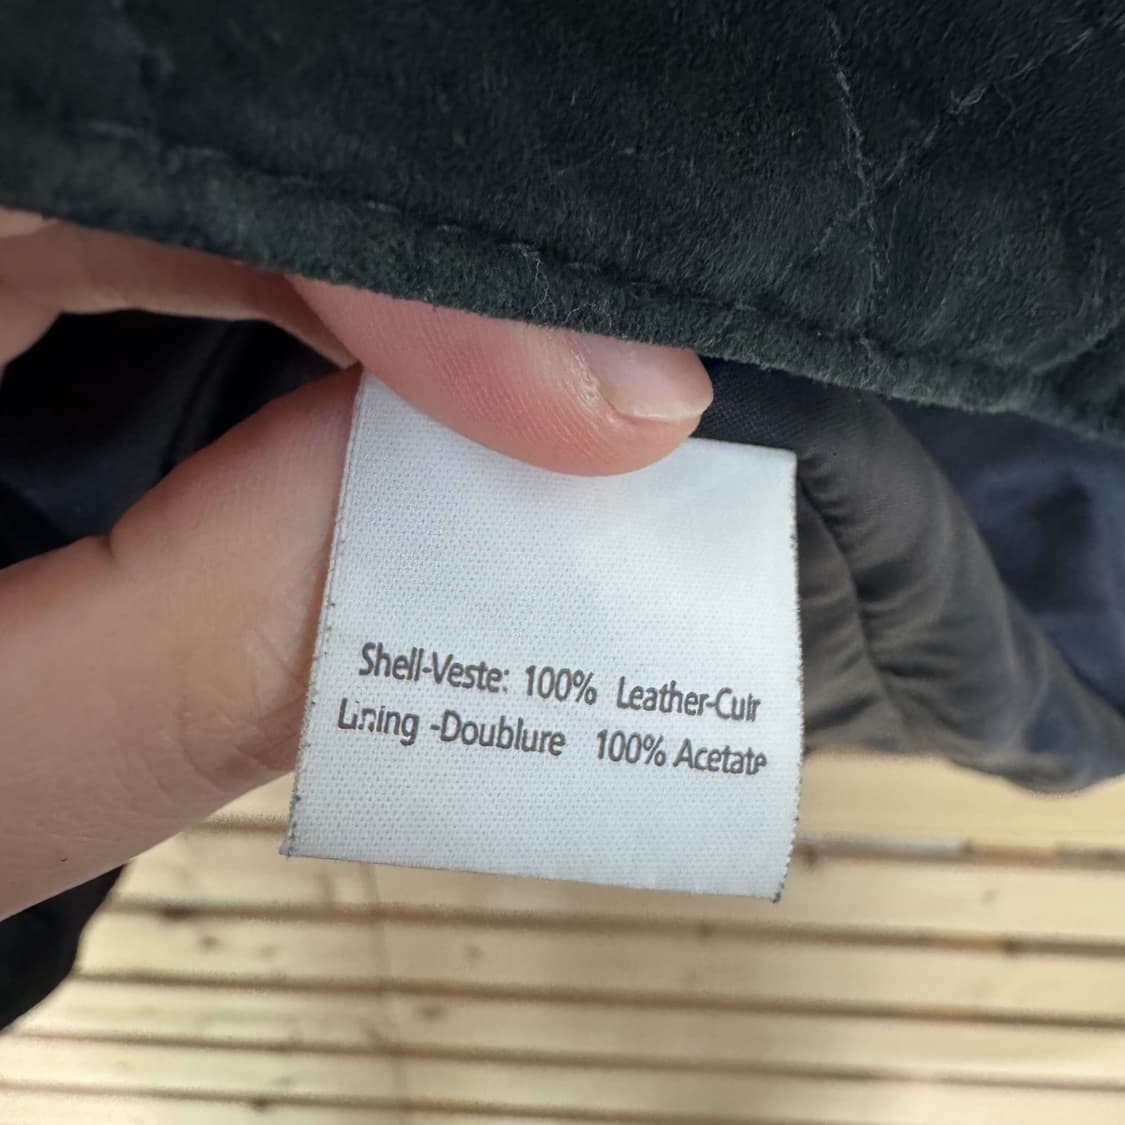 Shell-Veste: 100% Leather-Cuir
Lining -Doublure 100% Acetate